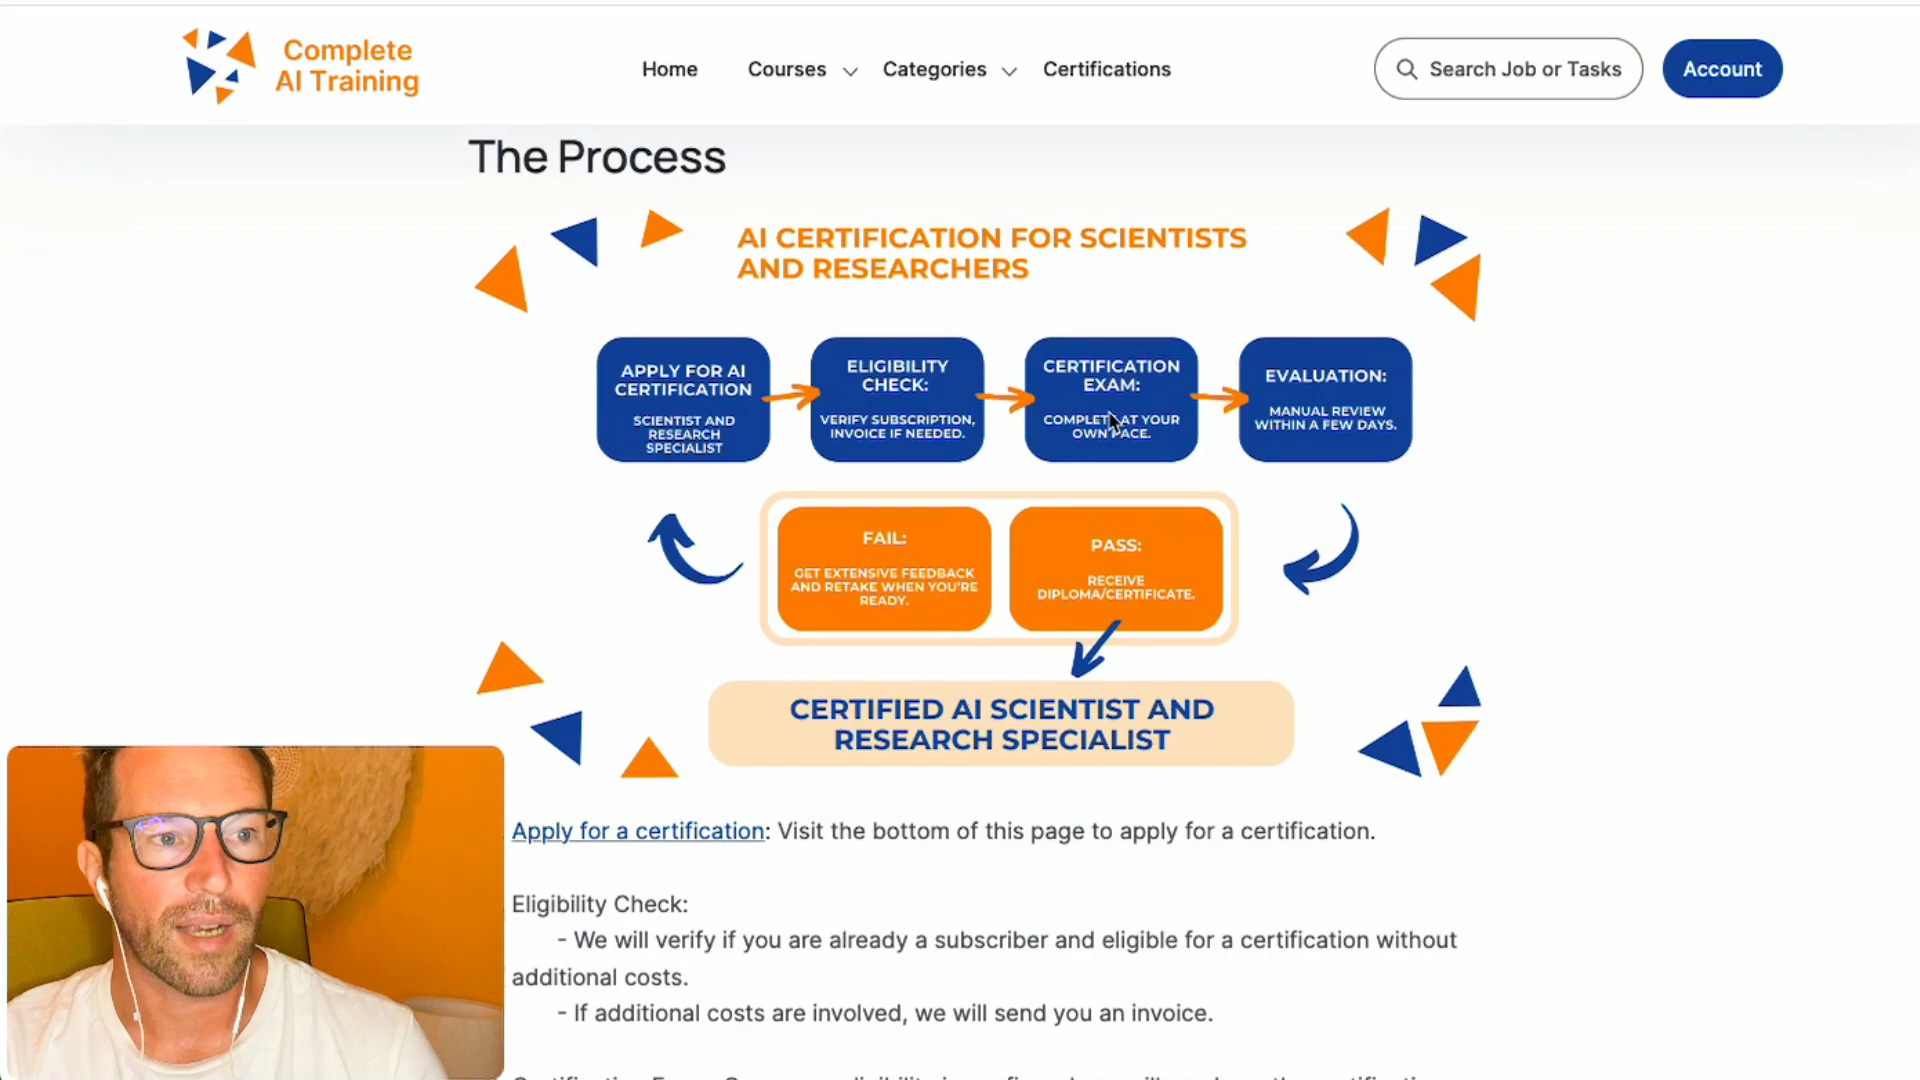 Complete
AI Training
Home
Courses
Categories
Certifications
Search Job or Tasks
Account
The Process
AI CERTIFICATION FOR SCIENTISTS
AND RESEARCHERS
APPLY FOR AI
CERTIFICATION
SCIENTIST AND
RESEARCH
SPECIALIST
ELIGIBILITY
CHECK:
VERIFY SUBSCRIPTION,
INVOICE IF NEEDED.
CERTIFICATION
EXAM:
COMPLETE AT YOUR
OWN PACE.
EVALUATION:
MANUAL REVIEW
WITHIN A FEW DAYS.
FAIL:
GET EXTENSIVE FEEDBACK
AND RETAKE WHEN YOU'RE
READY.
PASS:
RECEIVE
DIPLOMA/CERTIFICATE.
CERTIFIED AI SCIENTIST AND
RESEARCH SPECIALIST
Apply for a certification: Visit the bottom of this page to apply for a certification.
Eligibility Check:
- We will verify if you are already a subscriber and eligible for a certification without
additional costs.
- If additional costs are involved, we will send you an invoice.